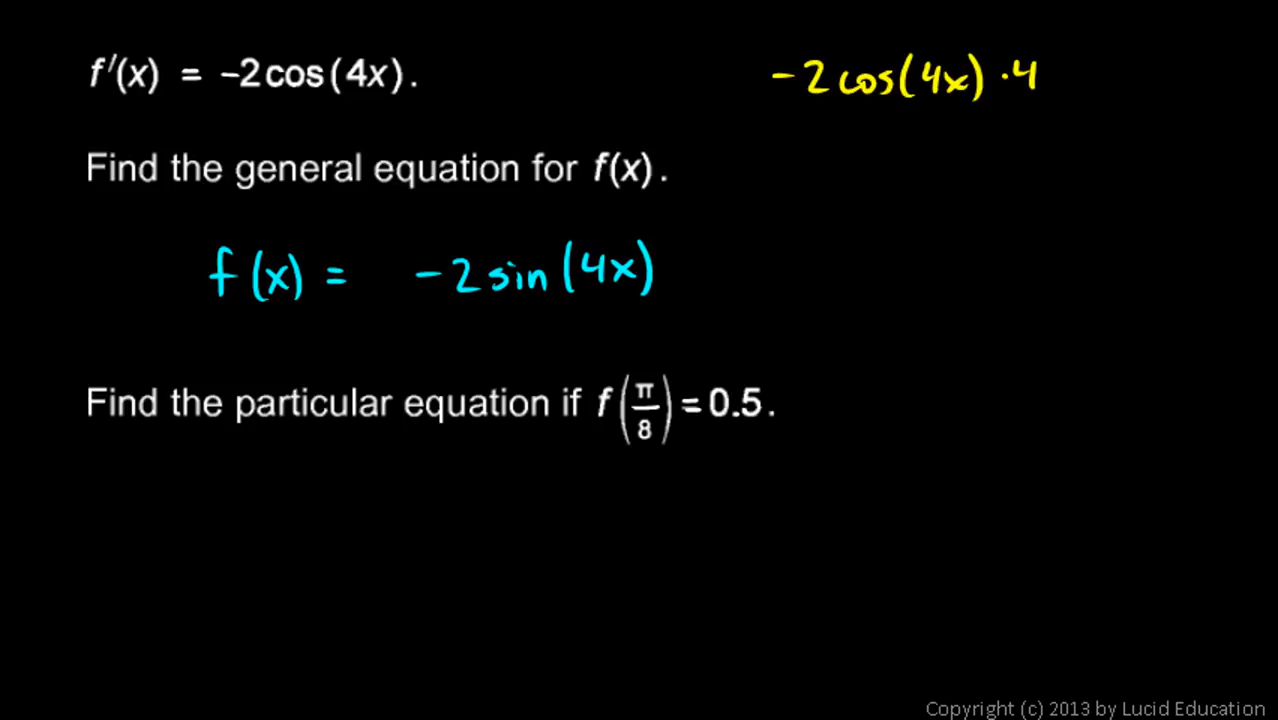 f'(x) = -2cos(4x).
-2cos(4x)·4
Find the general equation for f(x).
f(x) = -2sin(4x)
Find the particular equation if f(π/8) = 0.5.
Copyright (c) 2013 by Lucid Education